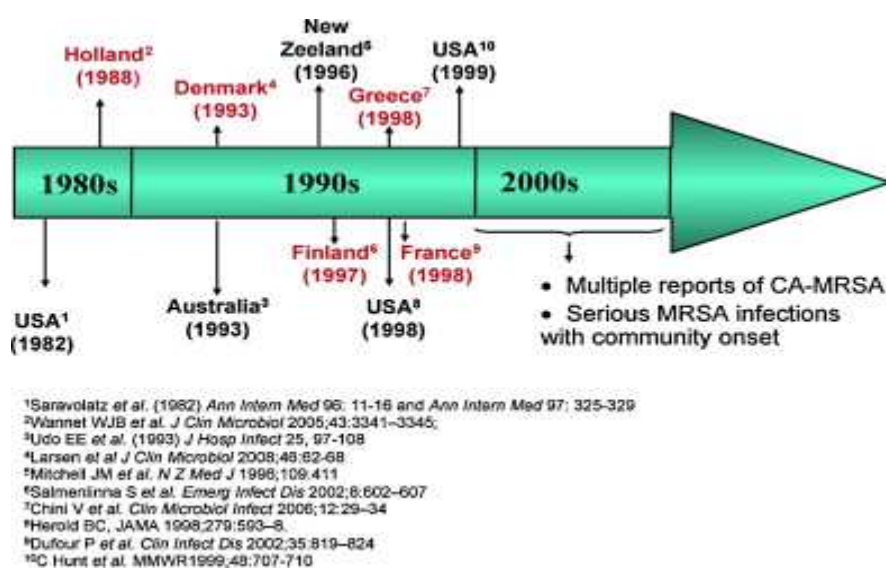 Holland²
(1988)
Denmark⁴
(1993)
New
Zeeland⁵
(1996)
Greece⁷
(1998)
USA¹⁰
(1999)
1980s
1990s
2000s
USA¹
(1982)
Australia³
(1993)
Finland⁶
(1997)
USA⁸
(1998)
France⁹
(1998)
• Multiple reports of CA-MRSA
• Serious MRSA infections
with community onset
¹Saravolatz et al. (1982) Ann Intern Med 96: 11-16 and Ann Intern Med 97: 325-329
²Wannet WJB et al. J Clin Microbiol 2005;43:3341–3345;
³Udo EE et al. (1993) J Hosp Infect 25, 97-108
⁴Larsen et al J Clin Microbiol 2008;46:62-68
⁵Mitchell JM et al. N Z Med J 1996;109:411
⁶Salmenlinna S et al. Emerg Infect Dis 2002;8:602–607
⁷Chini V et al. Clin Microbiol Infect 2006;12:29–34
⁸Herold BC, JAMA 1998;279:593–8.
⁹Dufour P et al. Clin Infect Dis 2002;35:819–824
¹⁰C Hunt et al. MMWR1999;48:707-710